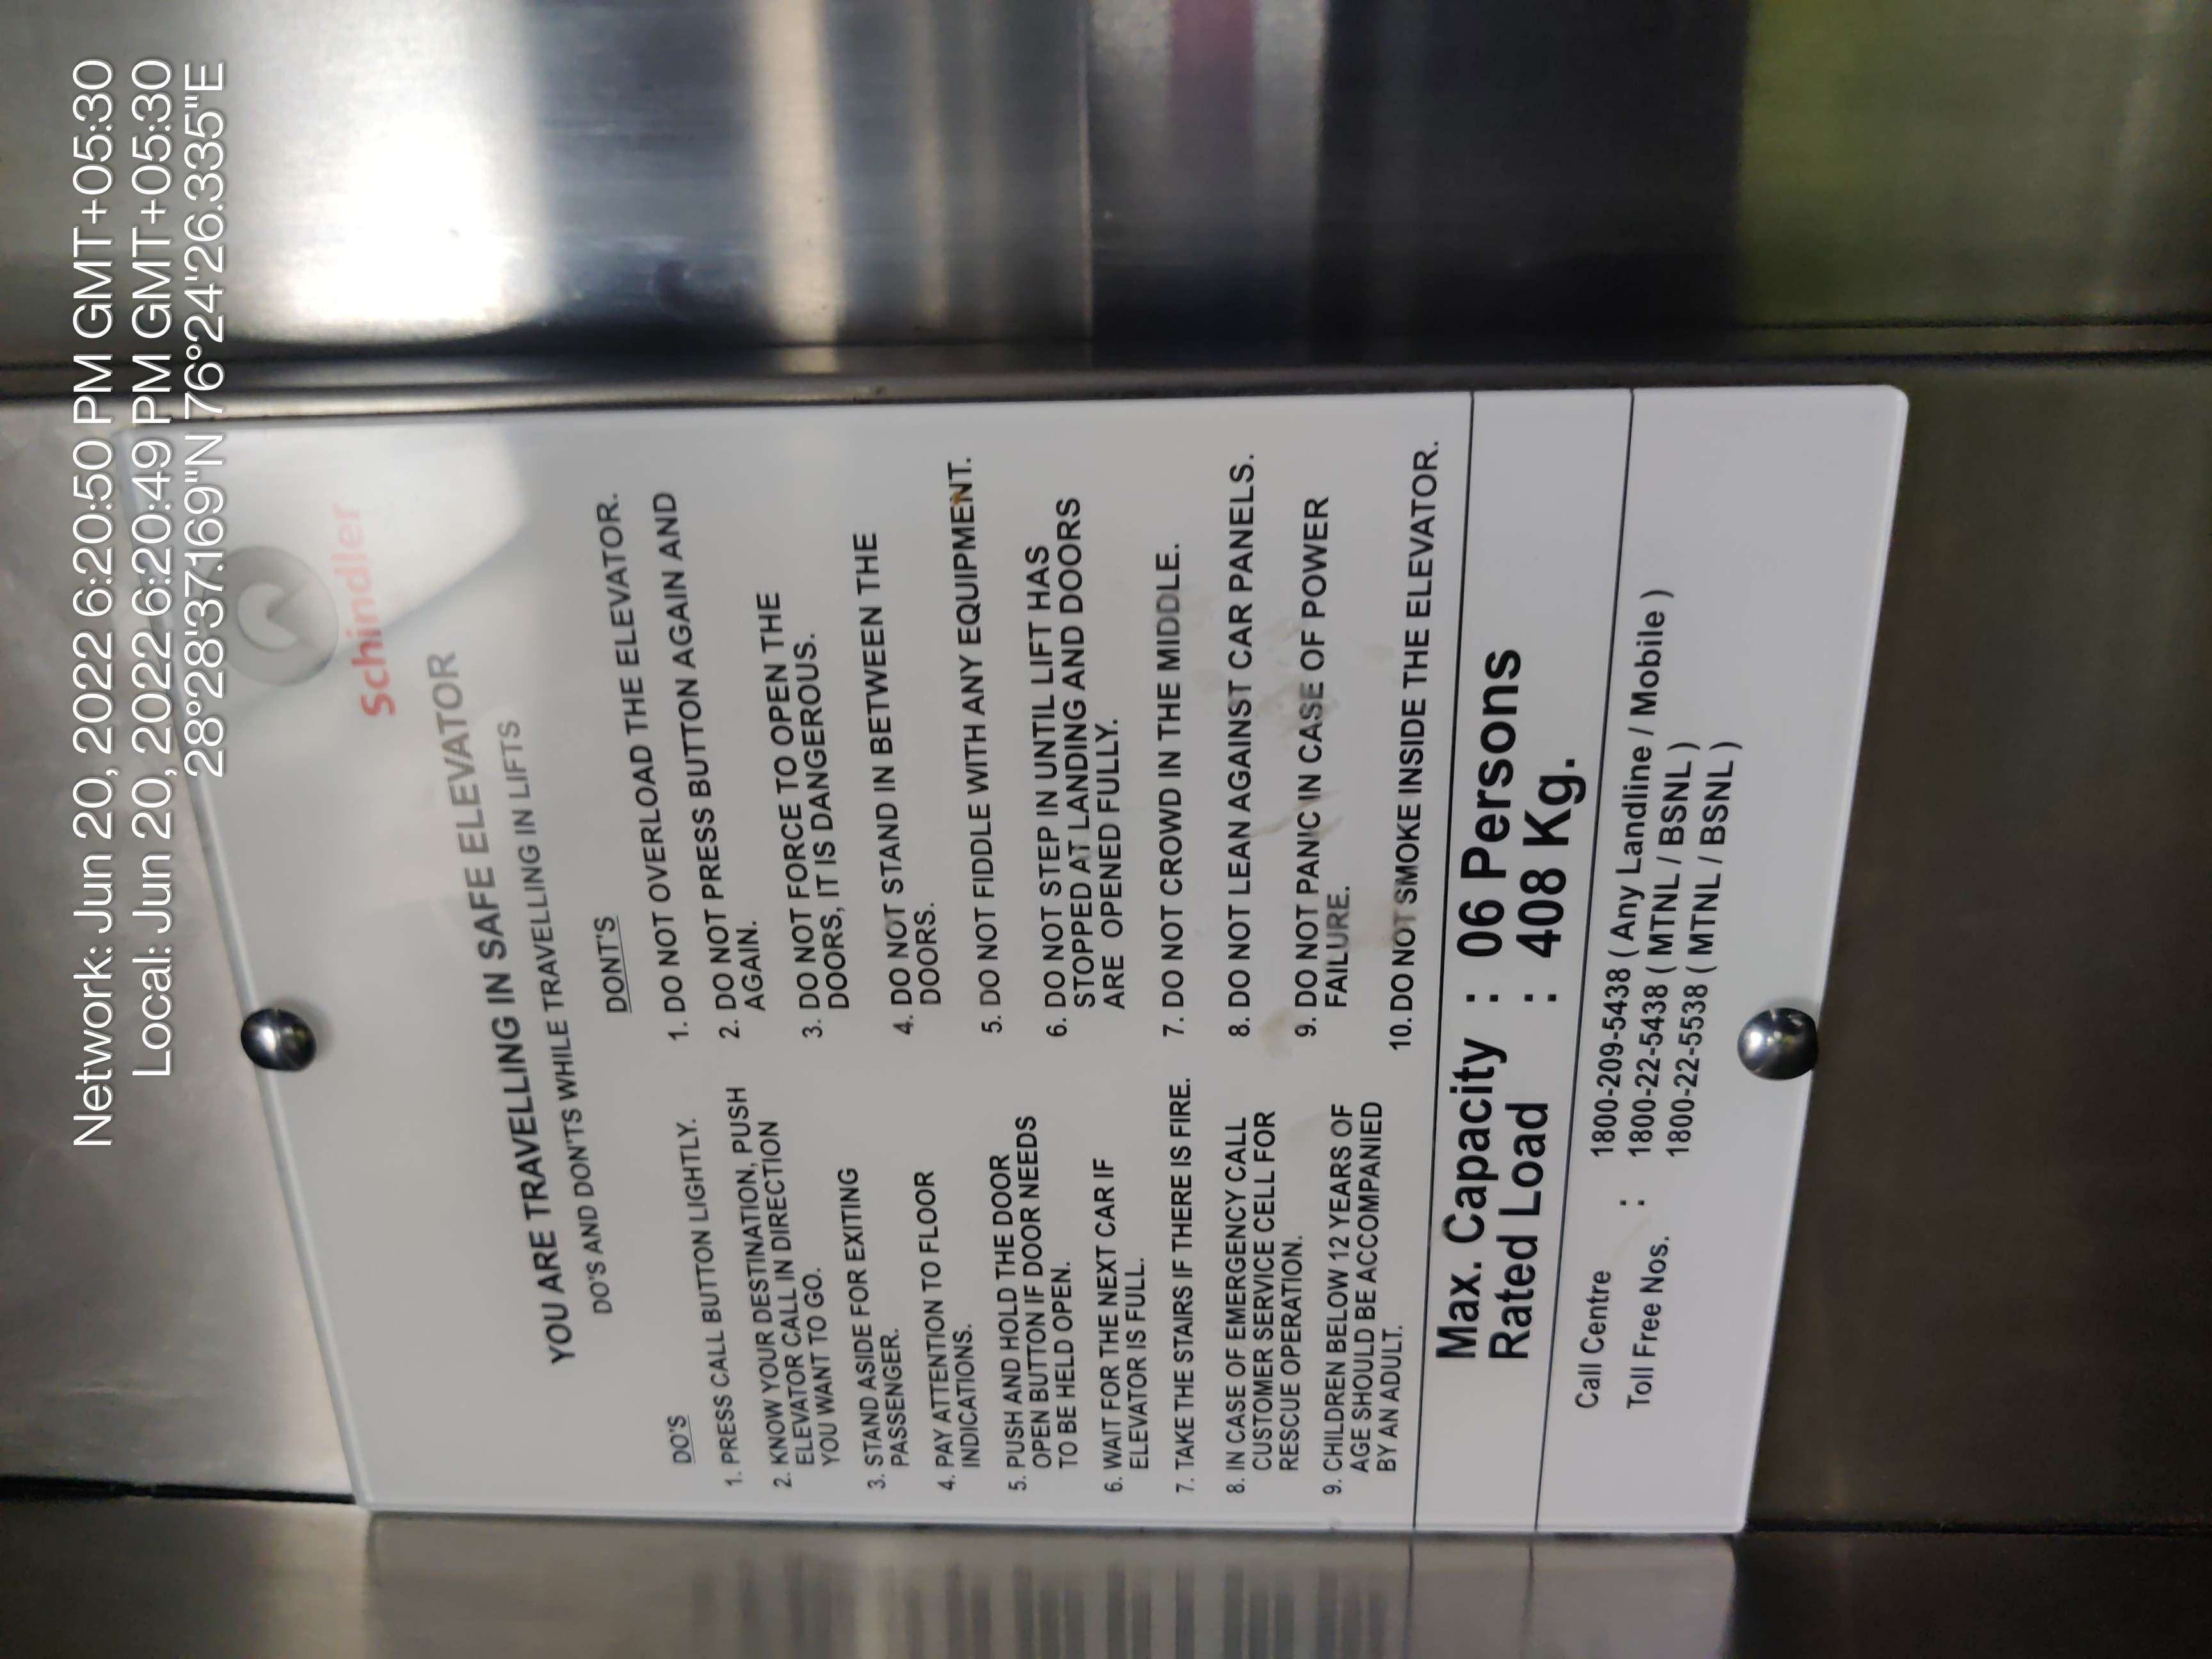 Network: Jun 20, 2022 6:20:50 PM GMT+05:30
Local: Jun 20, 2022 6:20:49 PM GMT+05:30
28°28'37.169"N 76°24'26.335"E
Schindler
YOU ARE TRAVELLING IN SAFE ELEVATOR
DO'S AND DON'TS WHILE TRAVELLING IN LIFTS
DO'S
1. PRESS CALL BUTTON LIGHTLY.
2. KNOW YOUR DESTINATION, PUSH
ELEVATOR CALL IN DIRECTION
YOU WANT TO GO.
3. STAND ASIDE FOR EXITING
PASSENGER.
4. PAY ATTENTION TO FLOOR
INDICATIONS.
5. PUSH AND HOLD THE DOOR
OPEN BUTTON IF DOOR NEEDS
TO BE HELD OPEN.
6. WAIT FOR THE NEXT CAR IF
ELEVATOR IS FULL.
7. TAKE THE STAIRS IF THERE IS FIRE.
8. IN CASE OF EMERGENCY CALL
CUSTOMER SERVICE CELL FOR
RESCUE OPERATION.
9. CHILDREN BELOW 12 YEARS OF
AGE SHOULD BE ACCOMPANIED
BY AN ADULT.
DONT'S
1. DO NOT OVERLOAD THE ELEVATOR.
2. DO NOT PRESS BUTTON AGAIN AND
AGAIN.
3. DO NOT FORCE TO OPEN THE
DOORS, IT IS DANGEROUS.
4. DO NOT STAND IN BETWEEN THE
DOORS.
5. DO NOT FIDDLE WITH ANY EQUIPMENT.
6. DO NOT STEP IN UNTIL LIFT HAS
STOPPED AT LANDING AND DOORS
ARE OPENED FULLY.
7. DO NOT CROWD IN THE MIDDLE.
8. DO NOT LEAN AGAINST CAR PANELS.
9. DO NOT PANIC IN CASE OF POWER
FAILURE.
10. DO NOT SMOKE INSIDE THE ELEVATOR.
Max. Capacity : 06 Persons
Rated Load : 408 Kg.
Call Centre : 1800-209-5438 ( Any Landline / Mobile )
Toll Free Nos. : 1800-22-5438 ( MTNL / BSNL )
1800-22-5538 ( MTNL / BSNL )